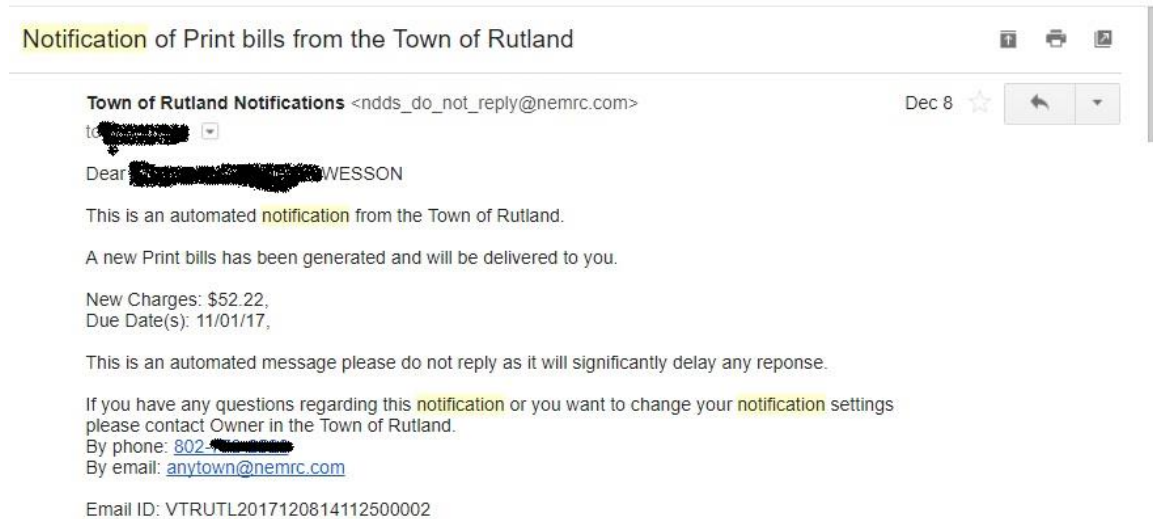 Notification of Print bills from the Town of Rutland
Town of Rutland Notifications <ndds_do_not_reply@nemrc.com>
Dec 8
to
Dear WESSON
This is an automated notification from the Town of Rutland.
A new Print bills has been generated and will be delivered to you.
New Charges: $52.22,
Due Date(s): 11/01/17,
This is an automated message please do not reply as it will significantly delay any reponse.
If you have any questions regarding this notification or you want to change your notification settings
please contact Owner in the Town of Rutland.
By phone: 802-
By email: anytown@nemrc.com
Email ID: VTRUTL2017120814112500002